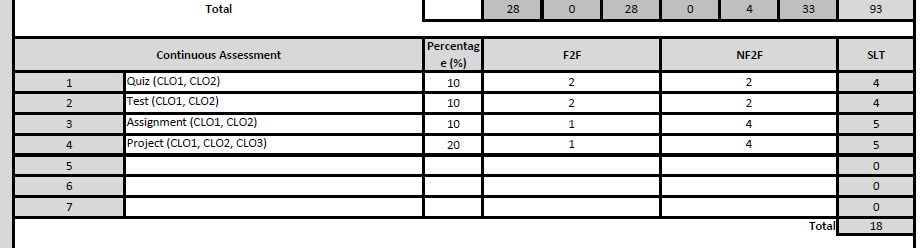 Total 28 0 28 0 4 33 93
Continuous Assessment Percentag e (%) F2F NF2F SLT
1 Quiz (CLO1, CLO2) 10 2 2 4
2 Test (CLO1, CLO2) 10 2 2 4
3 Assignment (CLO1, CLO2) 10 1 4 5
4 Project (CLO1, CLO2, CLO3) 20 1 4 5
5 0
6 0
7 0
Total 18